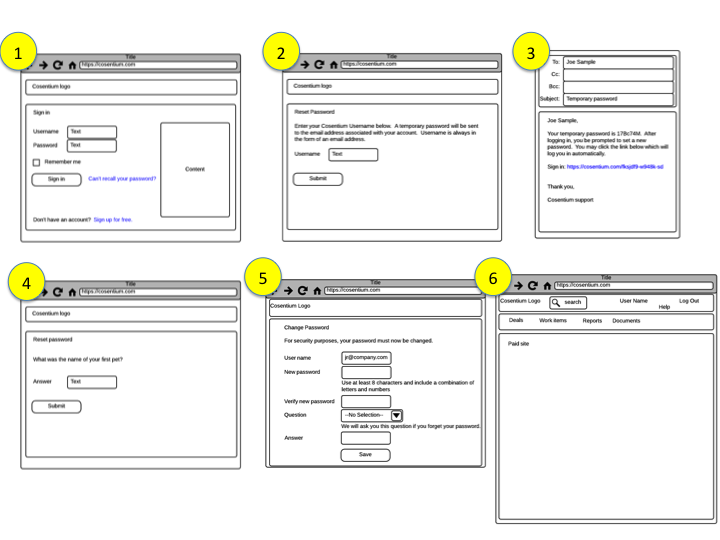 1
Title
https://cosentium.com
Cosentium logo
Sign in
Username
Text
Password
Text
Remember me
Sign in
Can't recall your password?
Content
Don't have an account? Sign up for free.
2
Title
https://cosentium.com
Cosentium logo
Reset Password
Enter your Cosentium Username below. A temporary password will be sent
to the email address associated with your account. Username is always in
the form of an email address.
Username
Text
Submit
3
To: Joe Sample
Cc:
Bcc:
Subject: Temporary password
Joe Sample,
Your temporary password is 17Bc74M. After
logging in, you be prompted to set a new
password. You may click the link below which will
log you in automatically.
Sign in: https://cosentium.com/fksjdf9-w948k-sd
Thank you,
Cosentium support
4
Title
https://cosentium.com
Cosentium logo
Reset password
What was the name of your first pet?
Answer
Text
Submit
5
Title
https://cosentium.com
Cosentium Logo
Change Password
For security purposes, your password must now be changed.
User name
jr@company.com
New password
Use at least 8 characters and include a combination of
letters and numbers
Verify new password
Question
--No Selection--
We will ask you this question if you forget your password.
Answer
Save
6
Title
https://cosentium.com
Cosentium Logo
search
User Name
Help
Log Out
Deals
Work items
Reports
Documents
Paid site